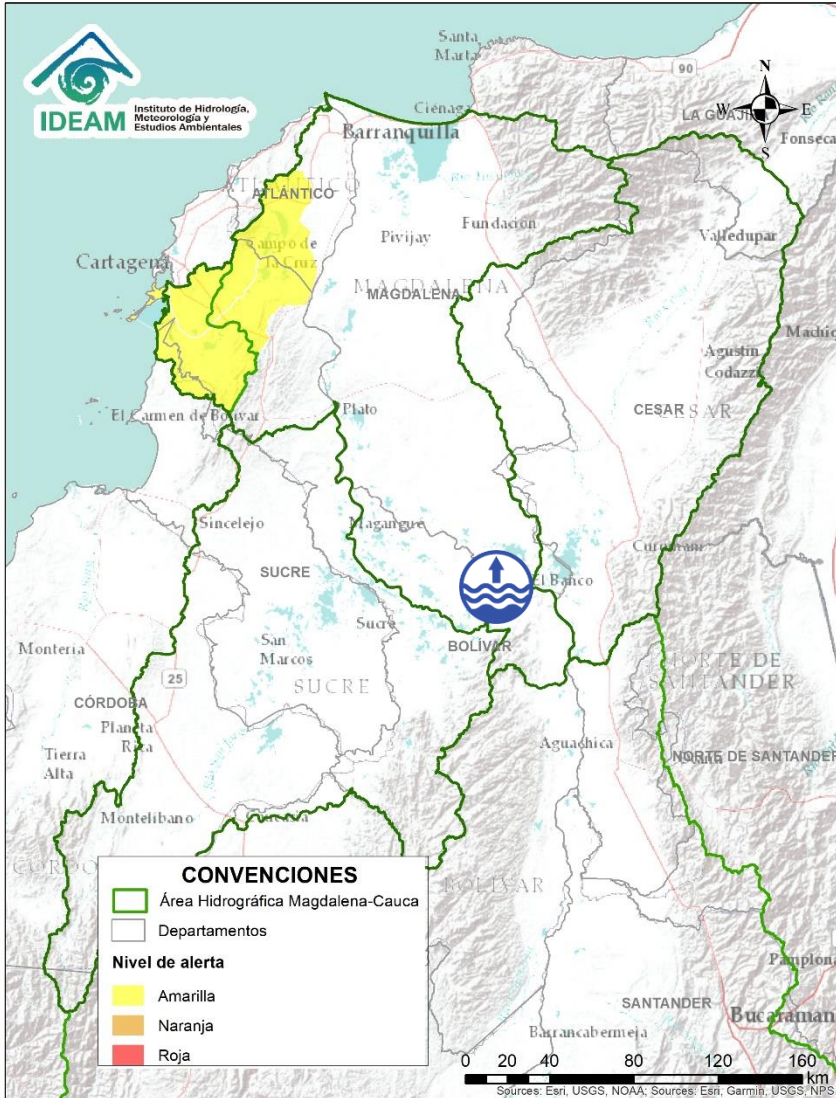 IDEAM
Instituto de Hidrología,
Meteorología y
Estudios Ambientales
Santa
Marta
90
N
W
E
S
Ciénaga
LA GUAJI
Barranquilla
Fonseca
ATLÁNTICO
Fundación
Pivijay
Valledupar
Campo de
la Cruz
Cartagena
MAGDALENA
MAGDALENA
Agustín
Codazzi
CESAR
CESAR
El Carmen de Bolívar
Plato
Sincelejo
Magangué
Curumaní
SUCRE
El Banco
Sucre
San
Marcos
BOLÍVAR
Montería
25
SUCRE
NORTE DE
SANTANDER
CÓRDOBA
Planeta
Rica
Tierra
Alta
Aguachica
NORTE DE SANTANDER
Montelíbano
BOLÍVAR
CONVENCIONES
Área Hidrográfica Magdalena-Cauca
Departamentos
Nivel de alerta
Amarilla
Naranja
Roja
Pamplona
SANTANDER
Bucaraman
Barrancabermeja
0 20 40 80 120 160
km
Sources: Esri, USGS, NOAA; Sources: Esri, Garmin, USGS, NPS